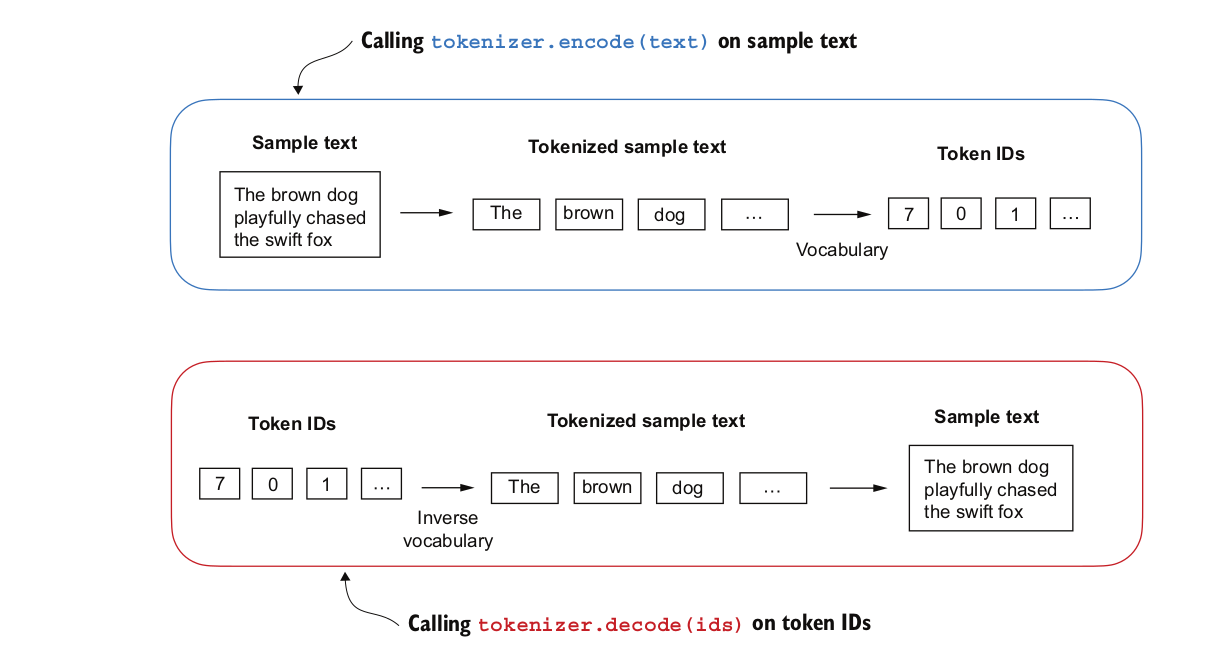 Calling tokenizer.encode(text) on sample text
Sample text
Tokenized sample text
Token IDs
The brown dog
playfully chased
the swift fox
The
brown
dog
...
Vocabulary
7
0
1
...
Token IDs
Tokenized sample text
Sample text
7
0
1
...
Inverse
vocabulary
The
brown
dog
...
The brown dog
playfully chased
the swift fox
Calling tokenizer.decode(ids) on token IDs